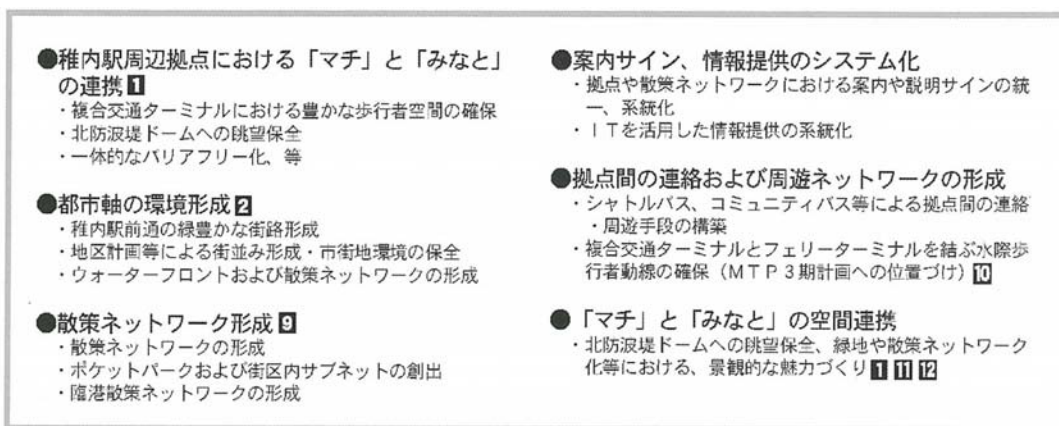 ●稚内駅周辺拠点における「マチ」と「みなと」
の連携1
・複合交通ターミナルにおける豊かな歩行者空間の確保
・北防波堤ドームへの眺望保全
・一体的なバリアフリー化、等
●都市軸の環境形成2
・稚内駅前通の緑豊かな街路形成
・地区計画等による街並み形成・市街地環境の保全
・ウォーターフロントおよび散策ネットワークの形成
●散策ネットワーク形成9
・散策ネットワークの形成
・ポケットパークおよび街区内サブネットの創出
・臨港散策ネットワークの形成
●案内サイン、情報提供のシステム化
・拠点や散策ネットワークにおける案内や説明サインの統
一、系統化
・ITを活用した情報提供の系統化
●拠点間の連絡および周遊ネットワークの形成
・シャトルバス、コミュニティバス等による拠点間の連絡
・周遊手段の構築
・複合交通ターミナルとフェリーターミナルを結ぶ水際歩
行者動線の確保（MTP3期計画への位置づけ）10
●「マチ」と「みなと」の空間連携
・北防波堤ドームへの眺望保全、緑地や散策ネットワーク
化等における、景観的な魅力づくり1 11 12